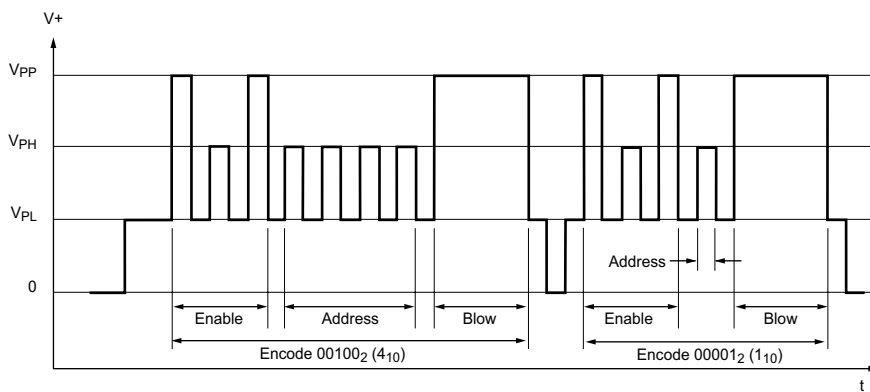 V+
VPP
VPH
VPL
0
Address
Enable
Address
Blow
Enable
Blow
Encode 00100₂ (4₁₀)
Encode 00001₂ (1₁₀)
t